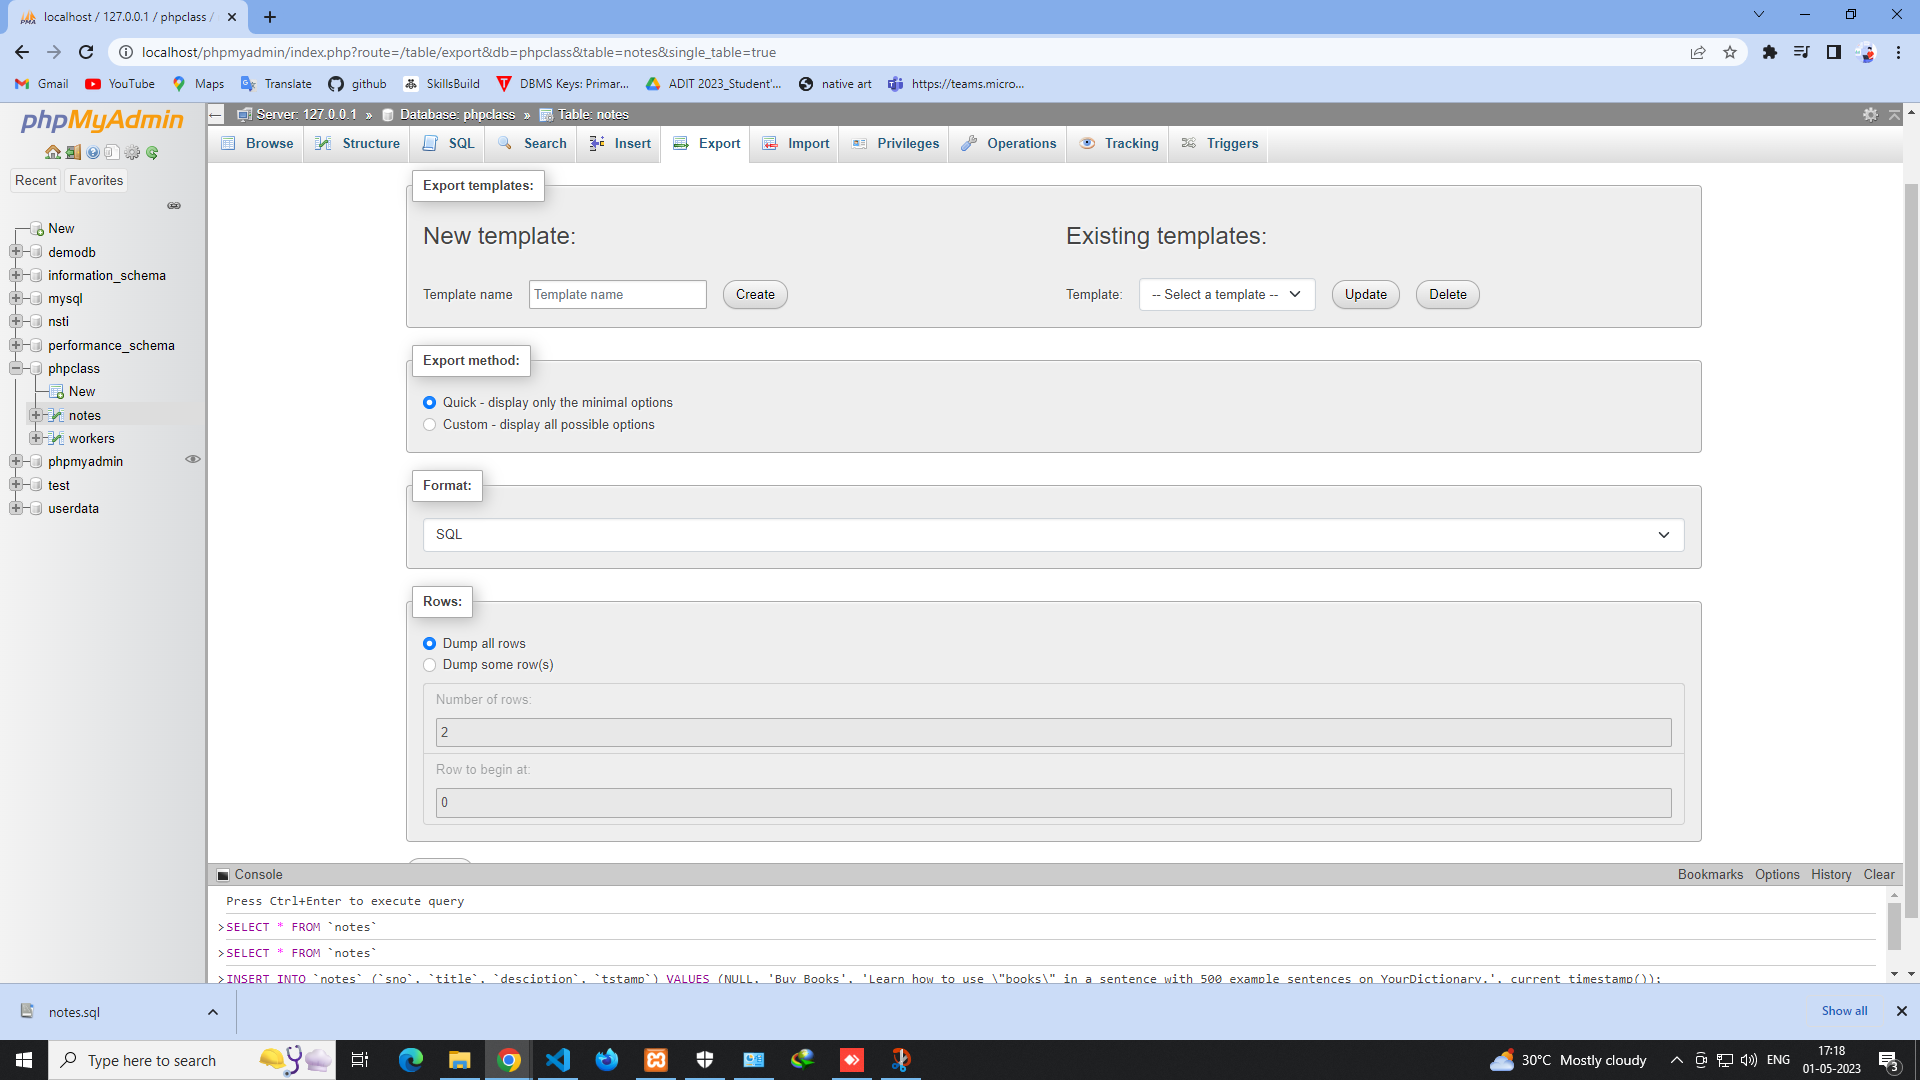 localhost / 127.0.0.1 / phpclass /
localhost/phpmyadmin/index.php?route=/table/export&db=phpclass&table=notes&single_table=true
Gmail YouTube Maps Translate github SkillsBuild DBMS Keys: Primar... ADIT 2023_Student'... native art https://teams.micro...
phpMyAdmin
Recent Favorites
New
demodb
information_schema
mysql
nsti
performance_schema
phpclass
New
notes
workers
phpmyadmin
test
userdata
Server: 127.0.0.1 » Database: phpclass » Table: notes
Browse Structure SQL Search Insert Export Import Privileges Operations Tracking Triggers
Export templates:
New template:
Template name Template name Create
Existing templates:
Template: -- Select a template -- Update Delete
Export method:
Quick - display only the minimal options
Custom - display all possible options
Format:
SQL
Rows:
Dump all rows
Dump some row(s)
Number of rows:
2
Row to begin at:
0
Console Bookmarks Options History Clear
Press Ctrl+Enter to execute query
>SELECT * FROM `notes`
>SELECT * FROM `notes`
>INSERT INTO `notes` (`sno`, `title`, `desciption`, `tstamp`) VALUES (NULL, 'Buy Books', 'Learn how to use \"books\" in a sentence with 500 example sentences on YourDictionary.', current_timestamp());
notes.sql Show all
Type here to search
30°C Mostly cloudy ENG
17:18
01-05-2023
3